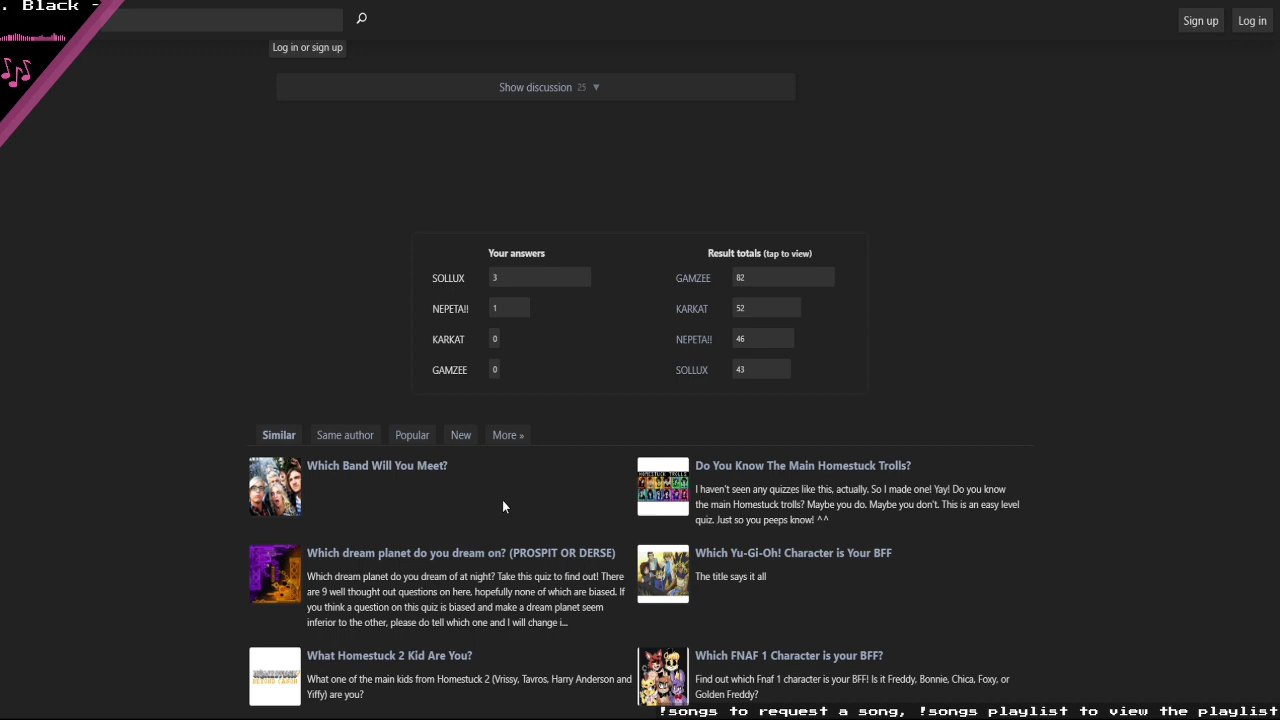 . Black -
Sign up
Log in
Log in or sign up
Show discussion 25 ▼
Your answers
SOLLUX 3
NEPETA!! 1
KARKAT 0
GAMZEE 0
Result totals (tap to view)
GAMZEE 82
KARKAT 52
NEPETA!! 46
SOLLUX 43
Similar
Same author
Popular
New
More »
Which Band Will You Meet?
Do You Know The Main Homestuck Trolls?
I haven't seen any quizzes like this, actually. So I made one! Yay! Do you know
the main Homestuck trolls? Maybe you do. Maybe you don't. This is an easy level
quiz. Just so you peeps know! ^^
Which dream planet do you dream on? (PROSPIT OR DERSE)
Which dream planet do you dream of at night? Take this quiz to find out! There
are 9 well thought out questions on here, hopefully none of which are biased. If
you think a question on this quiz is biased and make a dream planet seem
inferior to the other, please do tell which one and I will change i...
Which Yu-Gi-Oh! Character is Your BFF
The title says it all
What Homestuck 2 Kid Are You?
What one of the main kids from Homestuck 2 (Vrissy, Tavros, Harry Anderson and
Yiffy) are you?
Which FNAF 1 Character is your BFF?
Find out which Fnaf 1 character is your BFF! Is it Freddy, Bonnie, Chica, Foxy, or
Golden Freddy?
!songs to request a song, !songs playlist to view the playlist